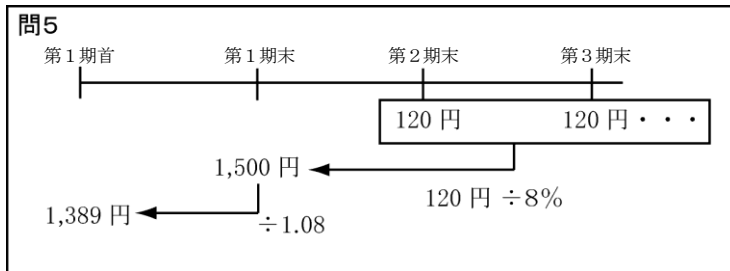 問5
第１期首 第１期末 第２期末 第３期末
120 円 120 円・・・
1,500 円
120 円 ÷8%
1,389 円
÷1.08